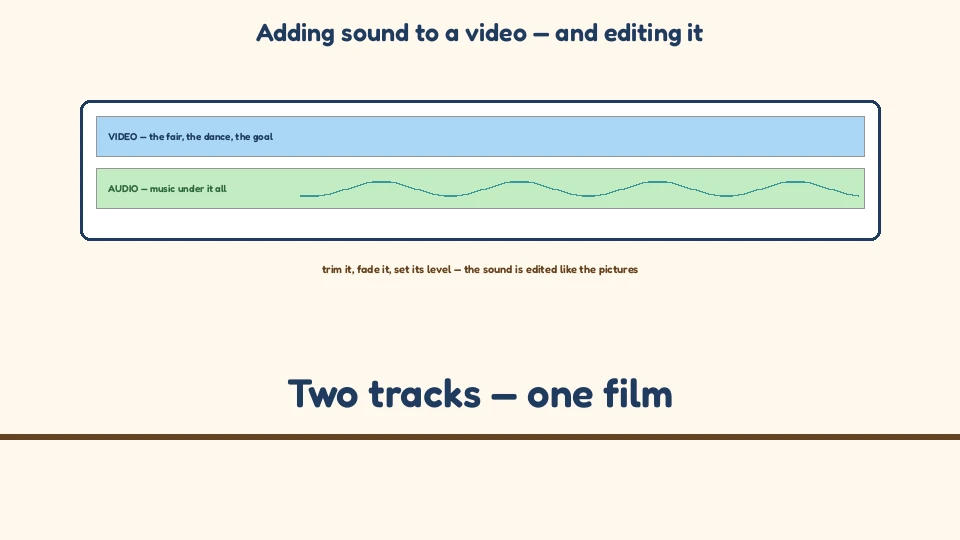 Adding sound to a video — and editing it
VIDEO — the fair, the dance, the goal
AUDIO — music under it all
trim it, fade it, set its level — the sound is edited like the pictures
Two tracks — one film